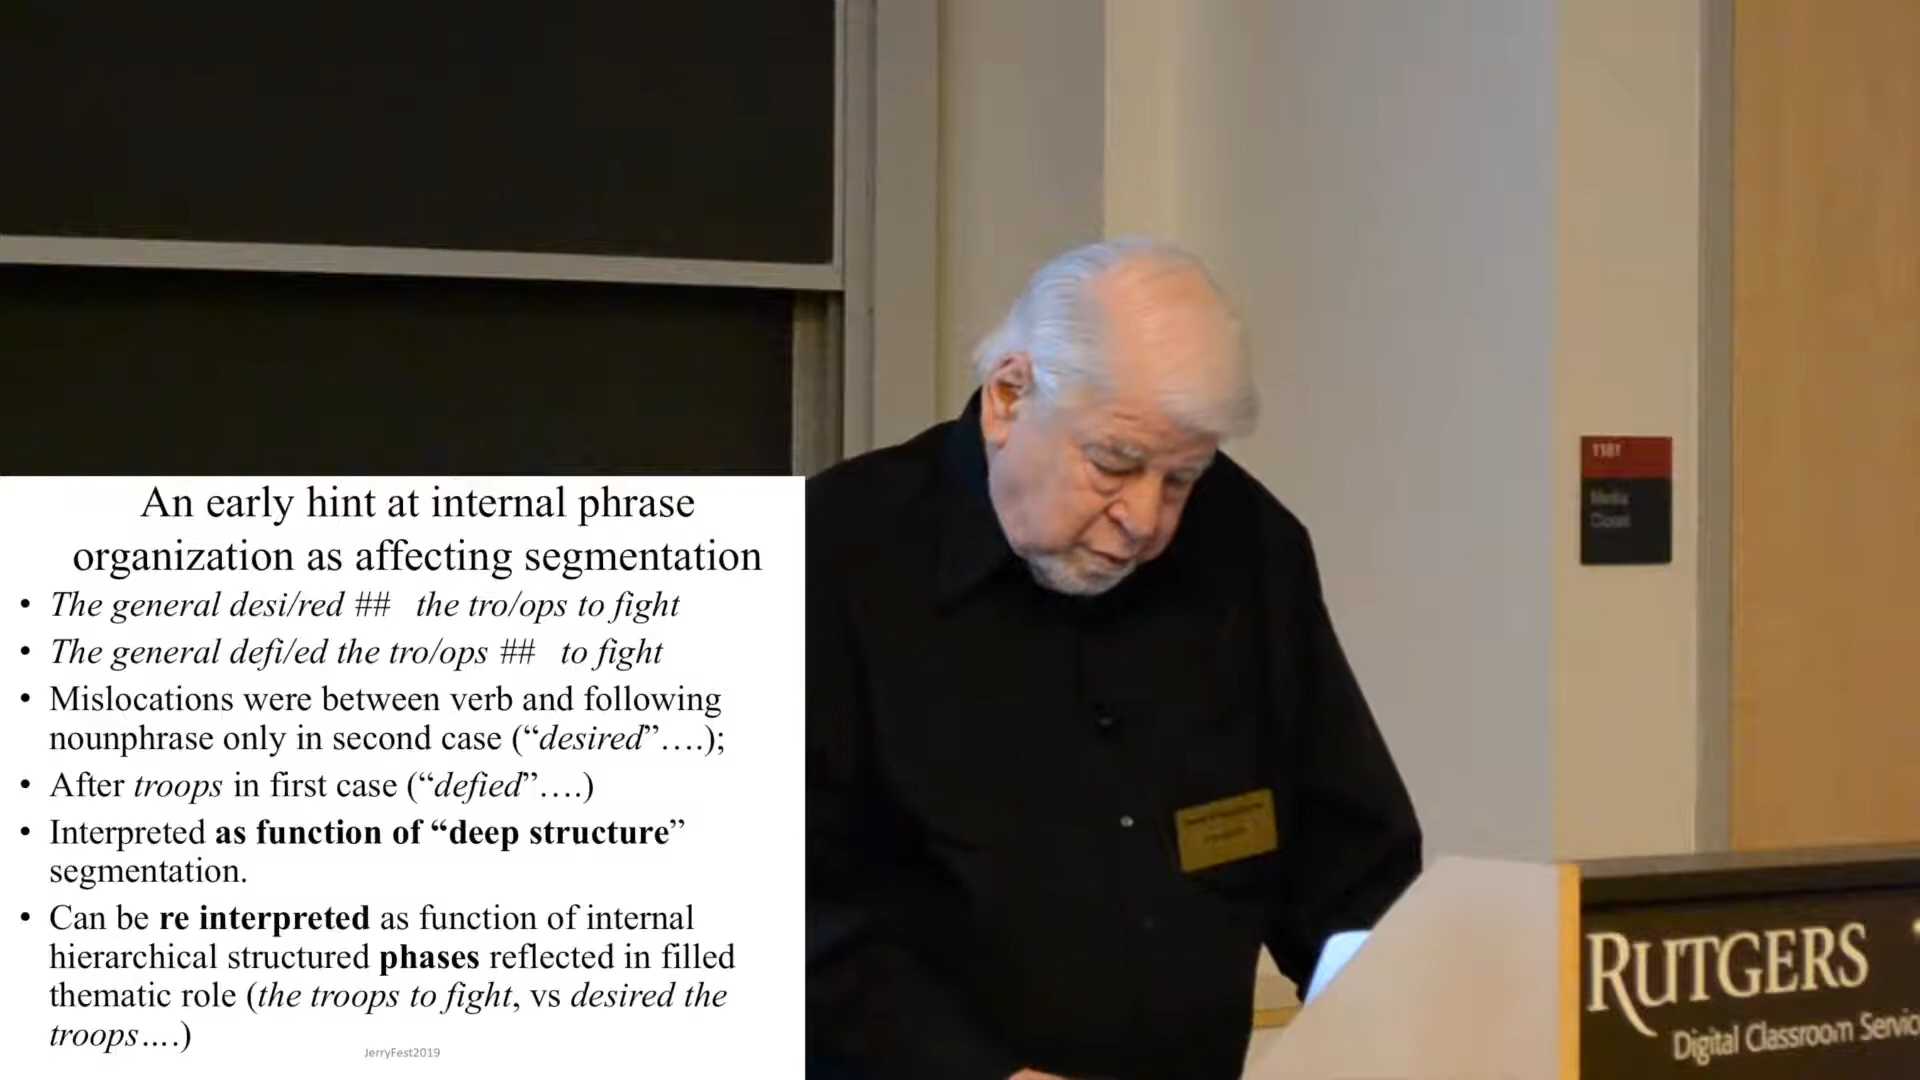 An early hint at internal phrase
organization as affecting segmentation
• The general desi/red ## the tro/ops to fight
• The general defi/ed the tro/ops ## to fight
• Mislocations were between verb and following
nounphrase only in second case (“desired”….);
• After troops in first case (“defied”….)
• Interpreted as function of “deep structure”
segmentation.
• Can be re interpreted as function of internal
hierarchical structured phases reflected in filled
thematic role (the troops to fight, vs desired the
troops….)
JerryFest2019
1181
Media
Closet
RUTGERS
Digital Classroom